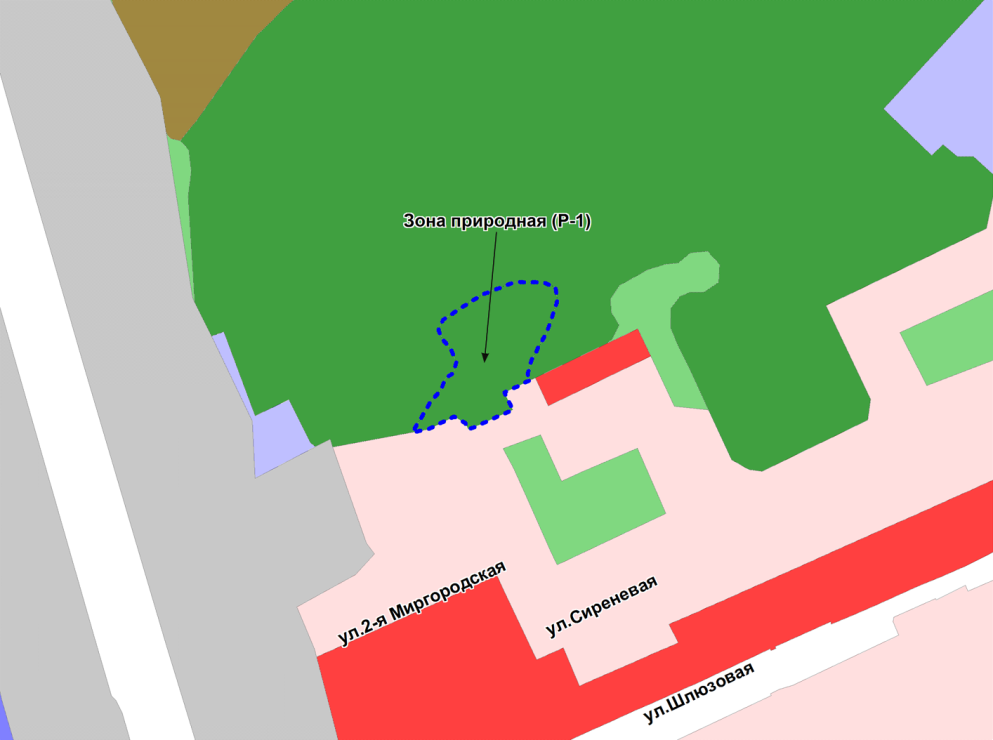 Зона природная (Р-1)
ул.2-я Миргородская
ул.Сиреневая
ул.Шлюзовая